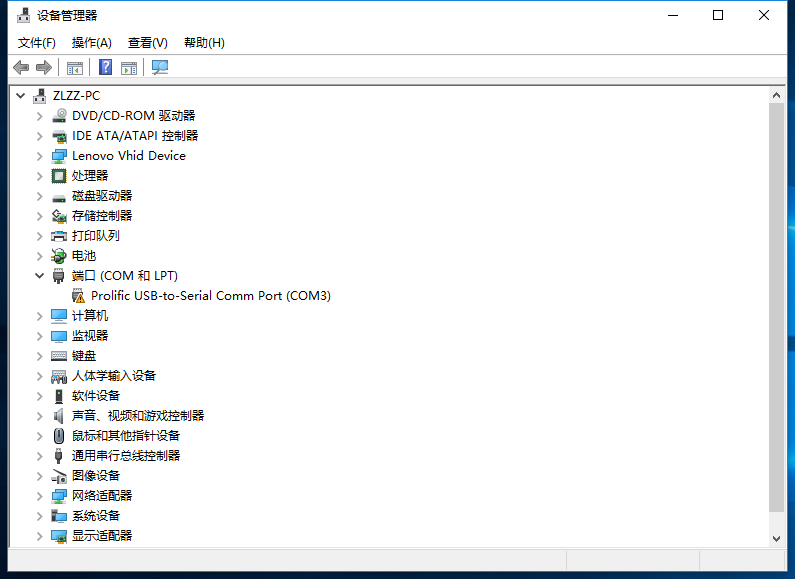 设备管理器
文件(F) 操作(A) 查看(V) 帮助(H)
ZLZZ-PC
DVD/CD-ROM 驱动器
IDE ATA/ATAPI 控制器
Lenovo Vhid Device
处理器
磁盘驱动器
存储控制器
打印队列
电池
端口 (COM 和 LPT)
Prolific USB-to-Serial Comm Port (COM3)
计算机
监视器
键盘
人体学输入设备
软件设备
声音、视频和游戏控制器
鼠标和其他指针设备
通用串行总线控制器
图像设备
网络适配器
系统设备
显示适配器